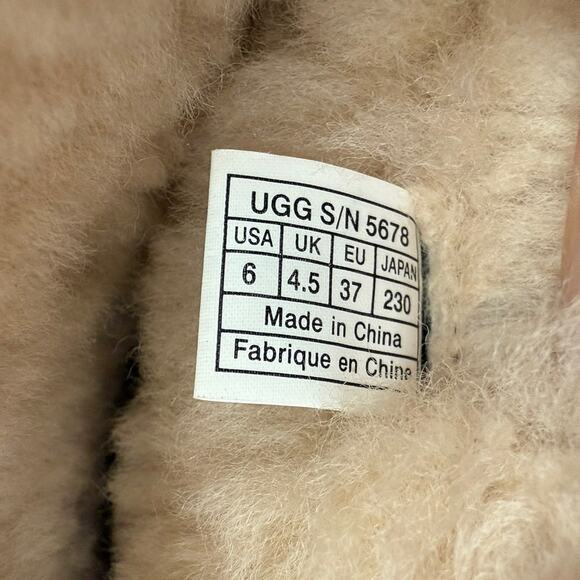 UGG S/N 5678
USA UK EU JAPAN
6 4.5 37 230
Made in China
Fabrique en Chine